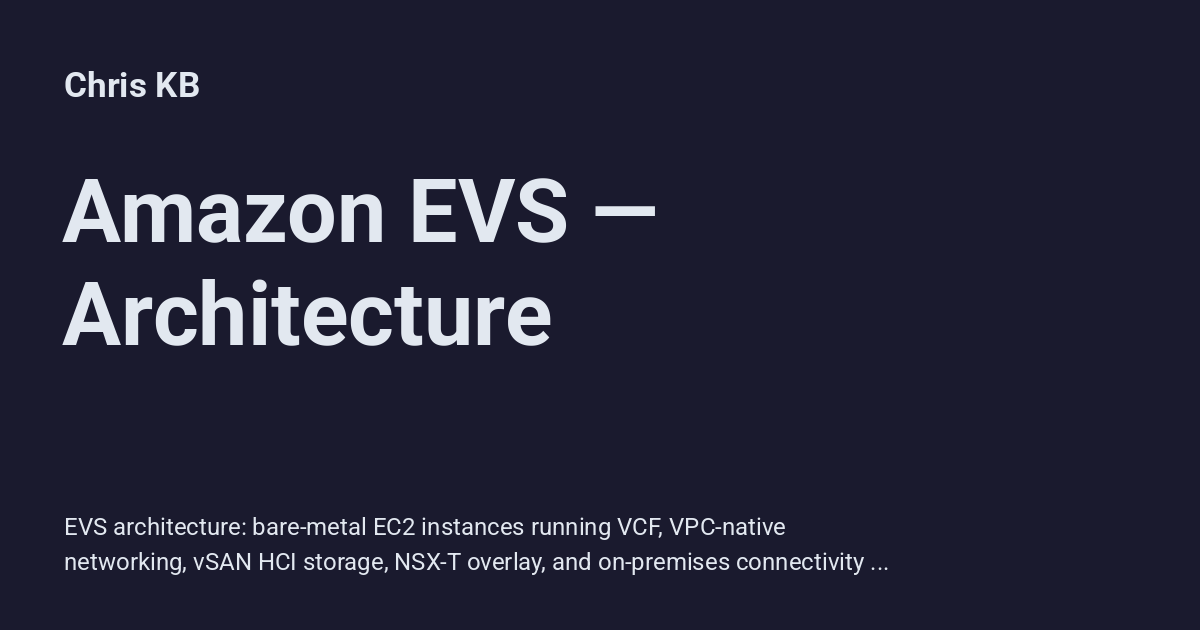 Chris KB
Amazon EVS —
Architecture
EVS architecture: bare-metal EC2 instances running VCF, VPC-native
networking, vSAN HCI storage, NSX-T overlay, and on-premises connectivity ...